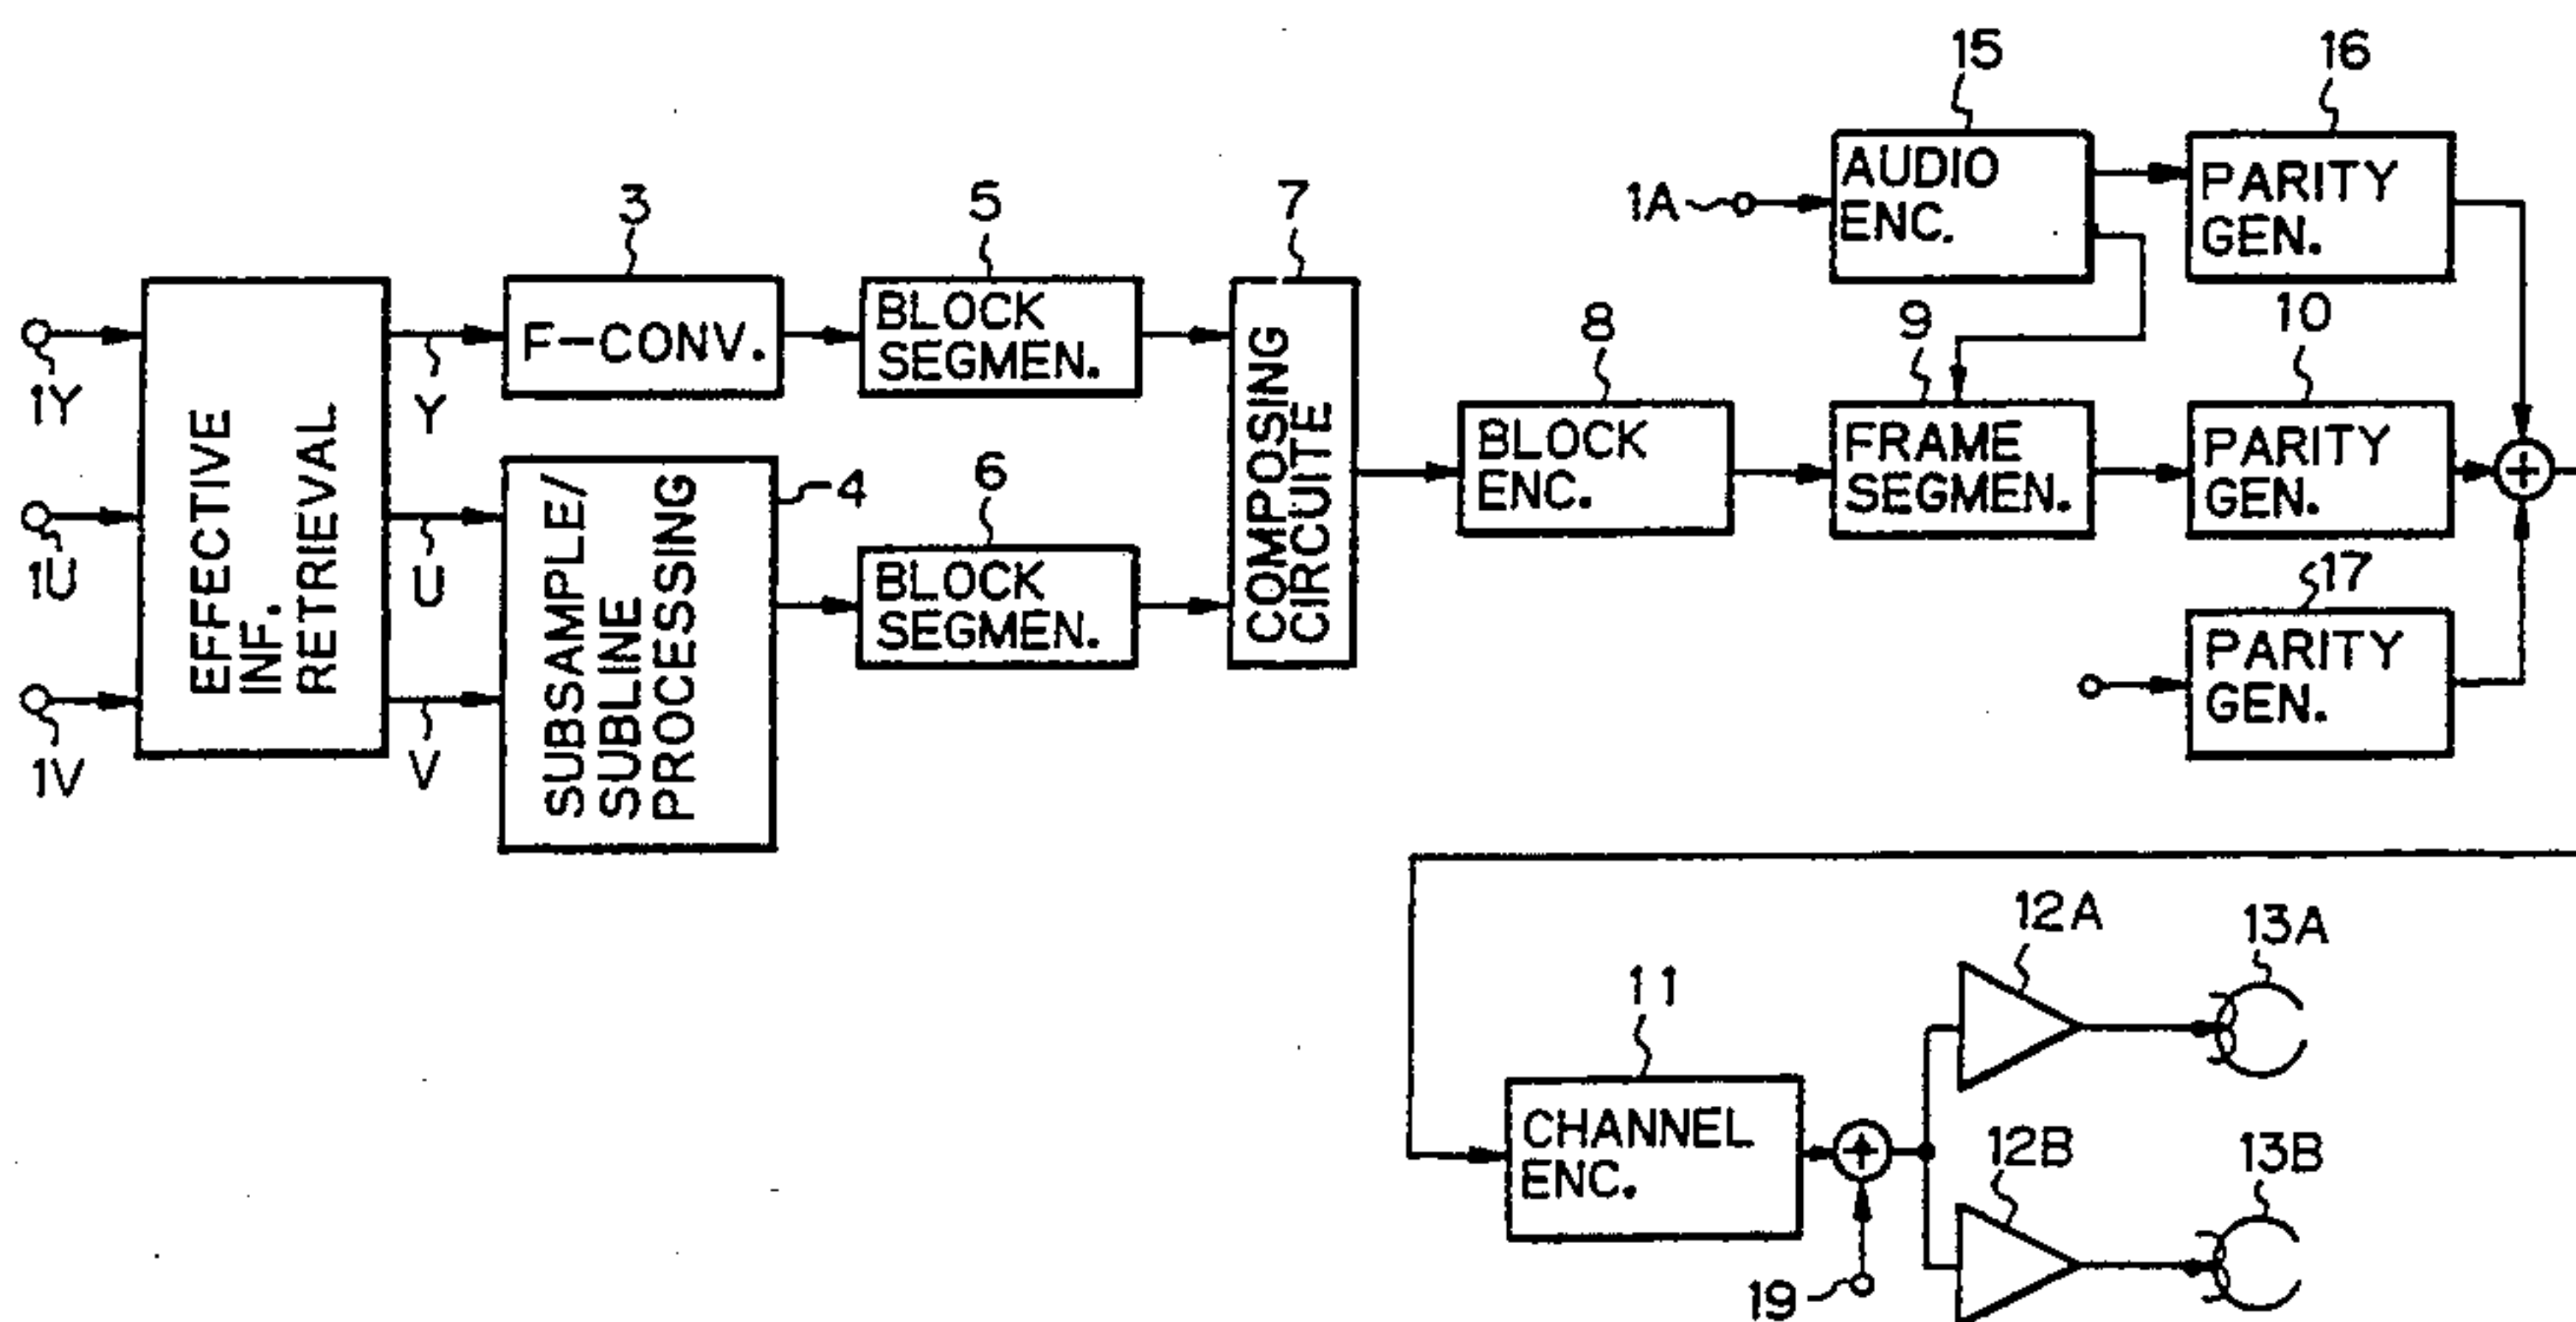 15
16
1A
AUDIO
ENC.
PARITY
GEN.
3
5
7
1Y
1U
1V
EFFECTIVE
INF.
RETRIEVAL
Y
U
V
F-CONV.
BLOCK
SEGMEN.
SUBSAMPLE/
SUBLINE
PROCESSING
4
6
BLOCK
SEGMEN.
COMPOSING
CIRCUITE
8
BLOCK
ENC.
9
FRAME
SEGMEN.
10
PARITY
GEN.
+
17
PARITY
GEN.
11
CHANNEL
ENC.
+
19
12A
13A
12B
13B